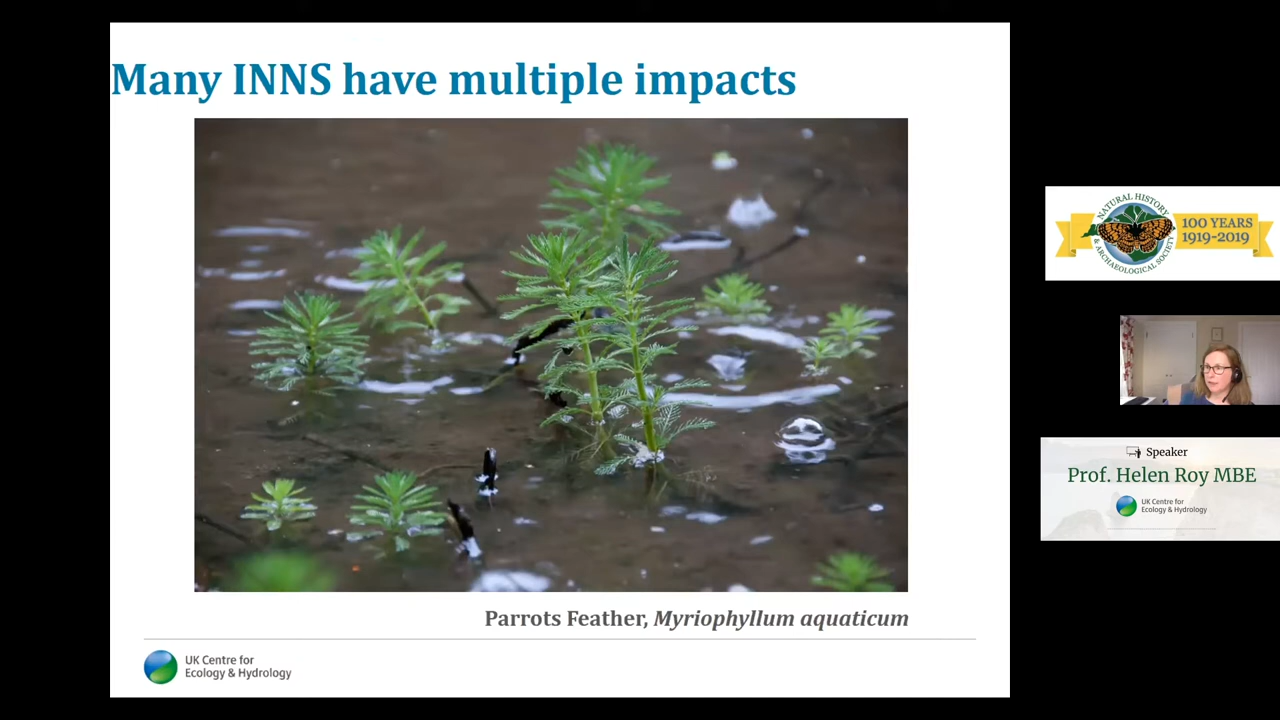 Many INNS have multiple impacts
Parrots Feather, Myriophyllum aquaticum
UK Centre for
Ecology & Hydrology
NATURAL HISTORY
& ARCHAEOLOGICAL SOCIETY
100 YEARS
1919-2019
Speaker
Prof. Helen Roy MBE
UK Centre for
Ecology & Hydrology